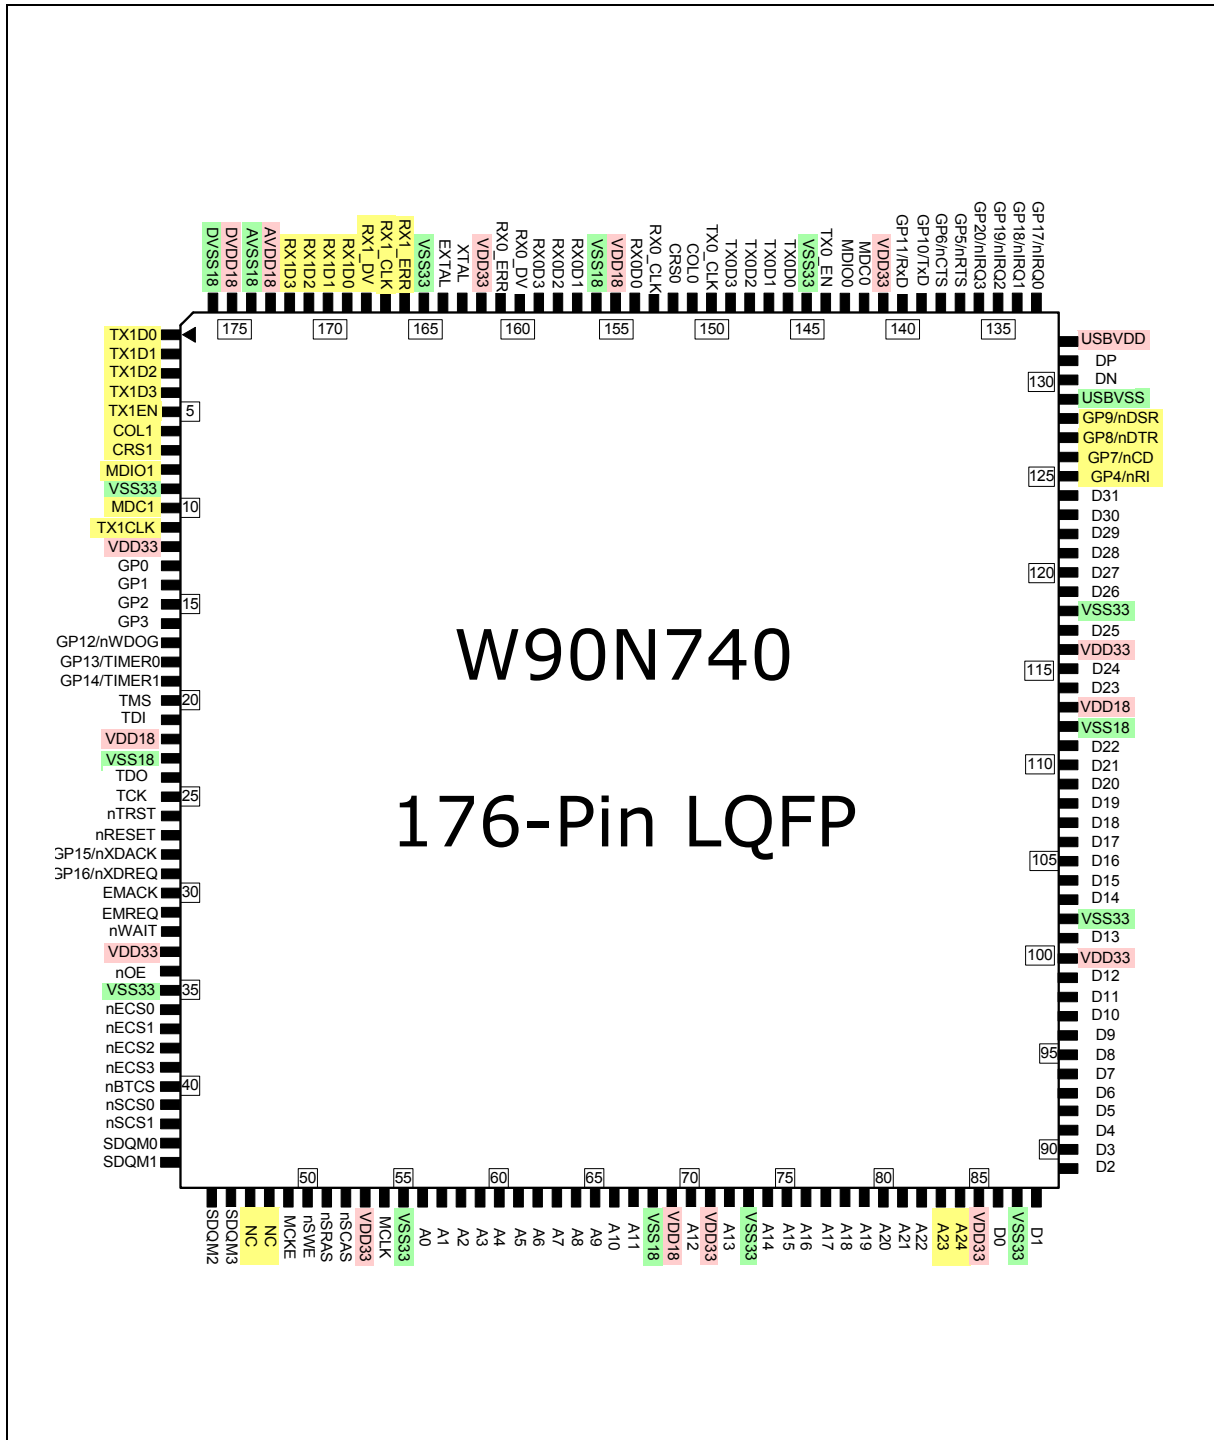 DVSS18
DVDD18
AVSS18
AVDD18
RX1D3
RX1D2
RX1D1
RX1D0
RX1_DV
RX1_CLK
RX1_ERR
VSS33
EXTAL
XTAL
VDD33
RX0_ERR
RX0_DV
RX0D3
RX0D2
RX0D1
VSS18
VDD18
RX0D0
RX0_CLK
CRS0
COL0
TX0_CLK
TX0D3
TX0D2
TX0D1
TX0D0
VSS33
TX0_EN
MDIO0
MDC0
VDD33
GP11/RxD
GP10/TxD
GP6/nCTS
GP5/nRTS
GP20/nIRQ3
GP19/nIRQ2
GP18/nIRQ1
GP17/nIRQ0
175
170
165
160
155
150
145
140
135
TX1D0
TX1D1
TX1D2
TX1D3
TX1EN
COL1
CRS1
MDIO1
VSS33
MDC1
TX1CLK
VDD33
GP0
GP1
GP2
GP3
GP12/nWDOG
GP13/TIMER0
GP14/TIMER1
TMS
TDI
VDD18
VSS18
TDO
TCK
nTRST
nRESET
GP15/nXDACK
GP16/nXDREQ
EMACK
EMREQ
nWAIT
VDD33
nOE
VSS33
nECS0
nECS1
nECS2
nECS3
nBTCS
nSCS0
nSCS1
SDQM0
SDQM1
5
10
15
20
25
30
35
40
W90N740
176-Pin LQFP
130
125
120
115
110
105
100
95
90
USBVDD
DP
DN
USBVSS
GP9/nDSR
GP8/nDTR
GP7/nCD
GP4/nRI
D31
D30
D29
D28
D27
D26
VSS33
D25
VDD33
D24
D23
VDD18
VSS18
D22
D21
D20
D19
D18
D17
D16
D15
D14
VSS33
D13
VDD33
D12
D11
D10
D9
D8
D7
D6
D5
D4
D3
D2
50
55
60
65
70
75
80
85
SDQM2
SDQM3
NC
NC
MCKE
nSWE
nSRAS
nSCAS
VDD33
MCLK
VSS33
A0
A1
A2
A3
A4
A5
A6
A7
A8
A9
A10
A11
VSS18
VDD18
A12
VDD33
A13
VSS33
A14
A15
A16
A17
A18
A19
A20
A21
A22
A23
A24
VDD33
D0
VSS33
D1